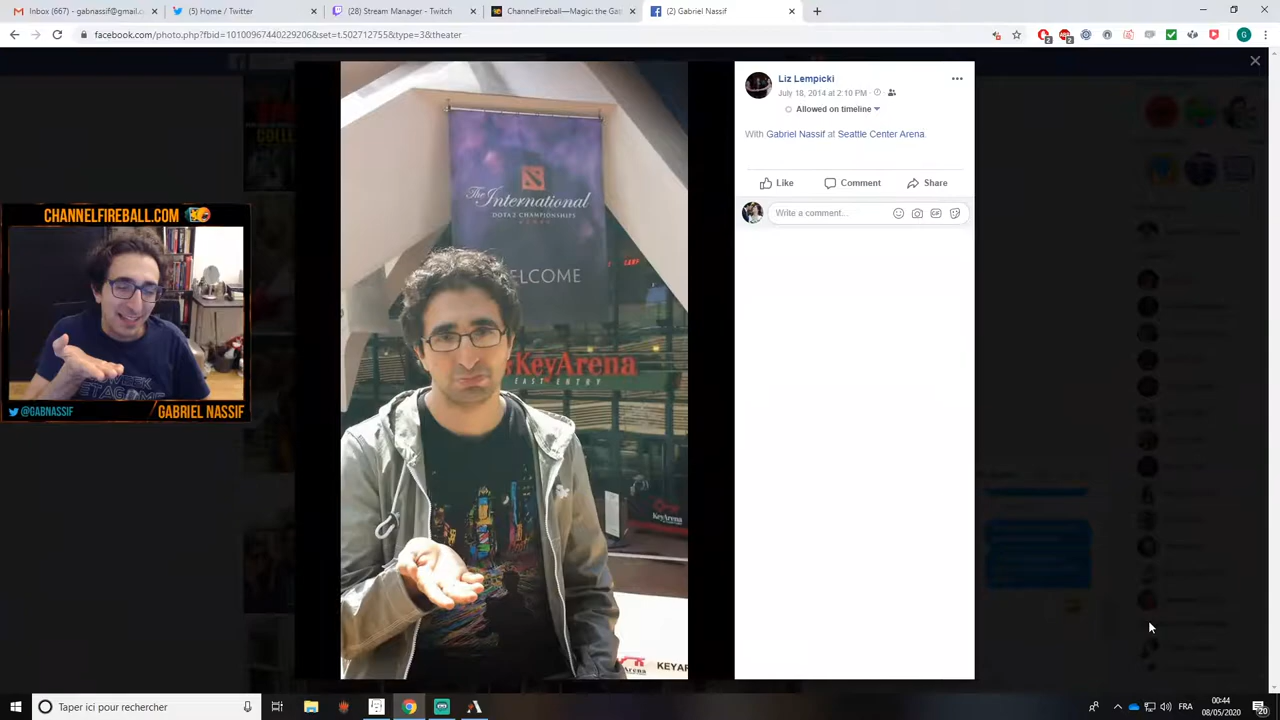 Inbox (667) - gabnassif@gmail.c
(5) Home / Twitter
(28) Stream Manager - Twitch
ChannelFireball—Magic the Gat
(2) Gabriel Nassif
facebook.com/photo.php?fbid=10100967440229206&set=t.502712755&type=3&theater
Liz Lempicki
July 18, 2014 at 2:10 PM
Allowed on timeline
With Gabriel Nassif at Seattle Center Arena.
Like Comment Share
Write a comment...
CHANNELFIREBALL.COM
@GABNASSIF
GABRIEL NASSIF
The International
DOTA 2 CHAMPIONSHIPS
WELCOME
KeyArena
EAST ENTRY
KeyArena
KEYAR
Taper ici pour rechercher
FRA
00:44
08/05/2020
20